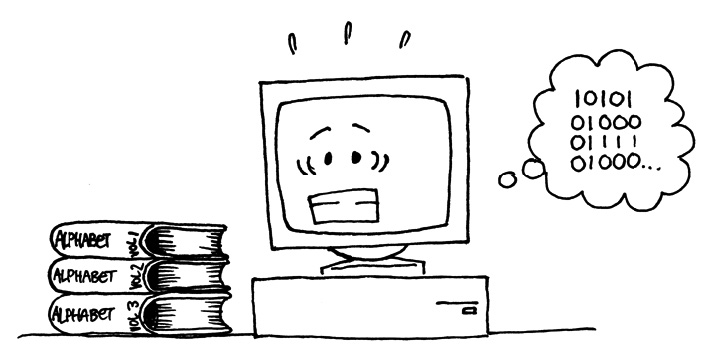 ALPHABET VOL 1
ALPHABET VOL 2
ALPHABET VOL 3
10101
01000
01111
01000...